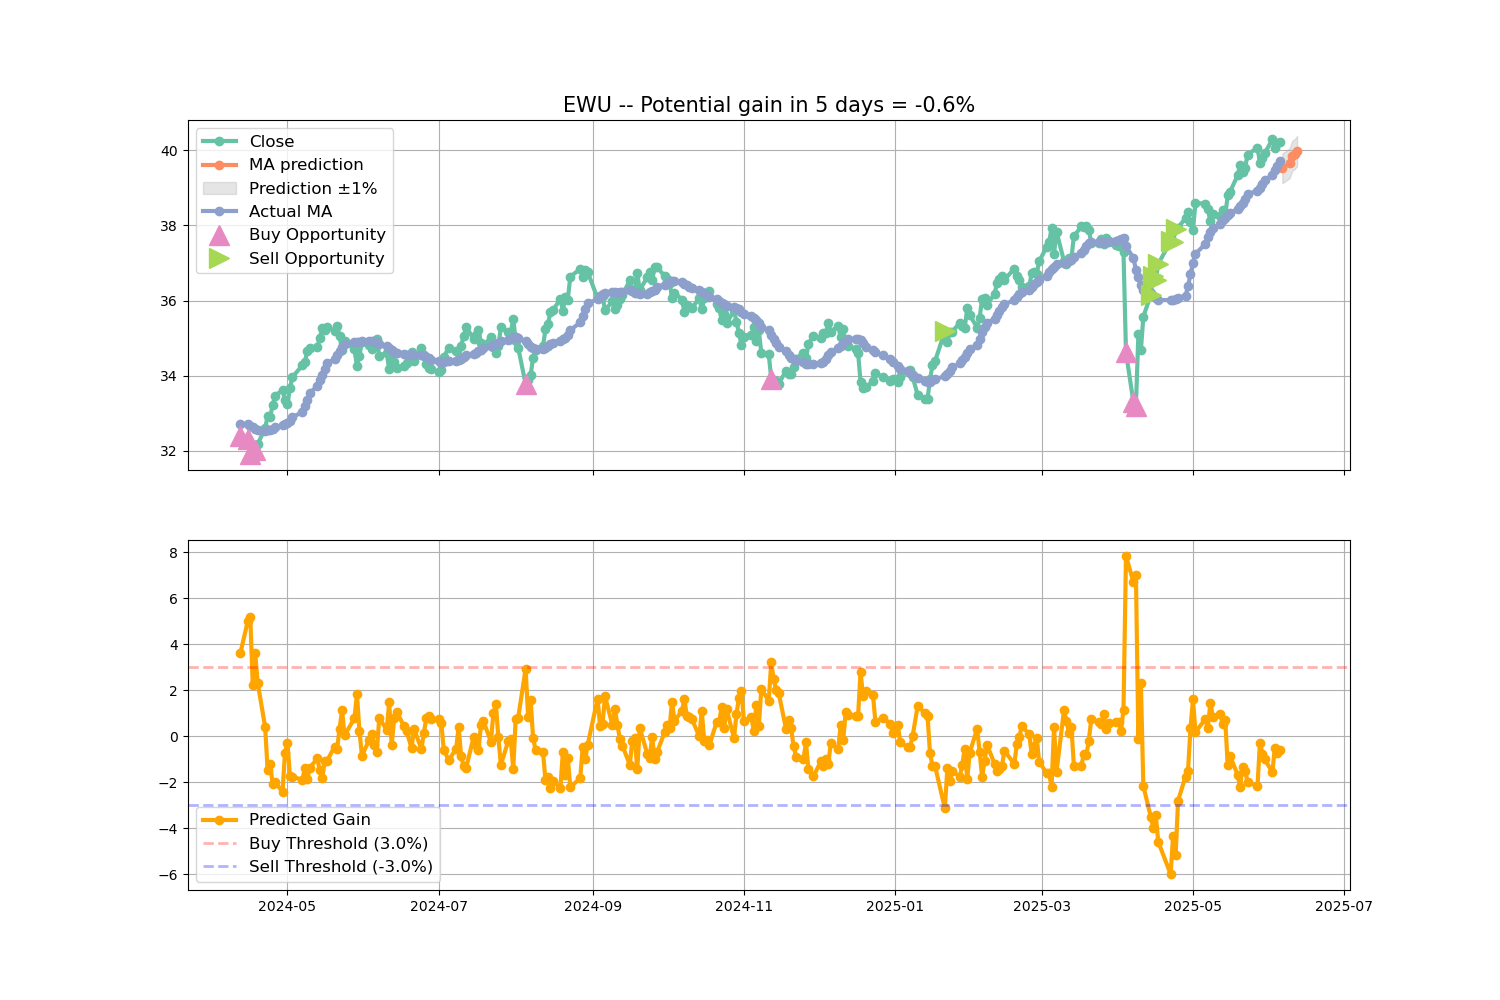 EWU -- Potential gain in 5 days = -0.6%
Close
MA prediction
Prediction ±1%
Actual MA
Buy Opportunity
Sell Opportunity
40
38
36
34
32
8
6
4
2
0
−2
−4
−6
Predicted Gain
Buy Threshold (3.0%)
Sell Threshold (-3.0%)
2024-05 2024-07 2024-09 2024-11 2025-01 2025-03 2025-05 2025-07